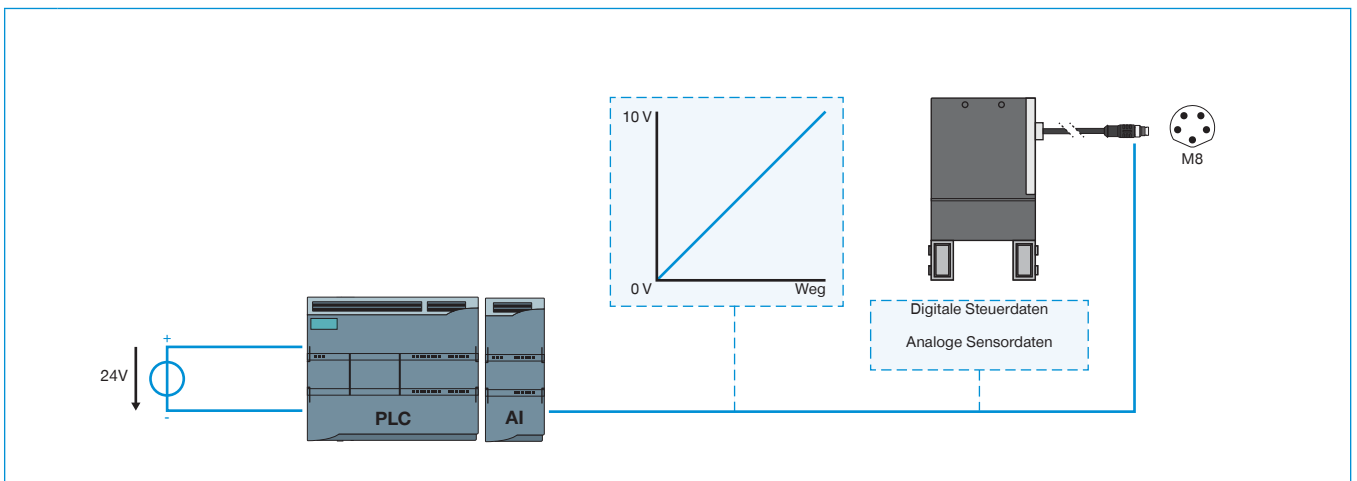 10 V
0 V
Weg
M8
Digitale Steuerdaten
Analoge Sensordaten
+
24V
-
PLC
AI